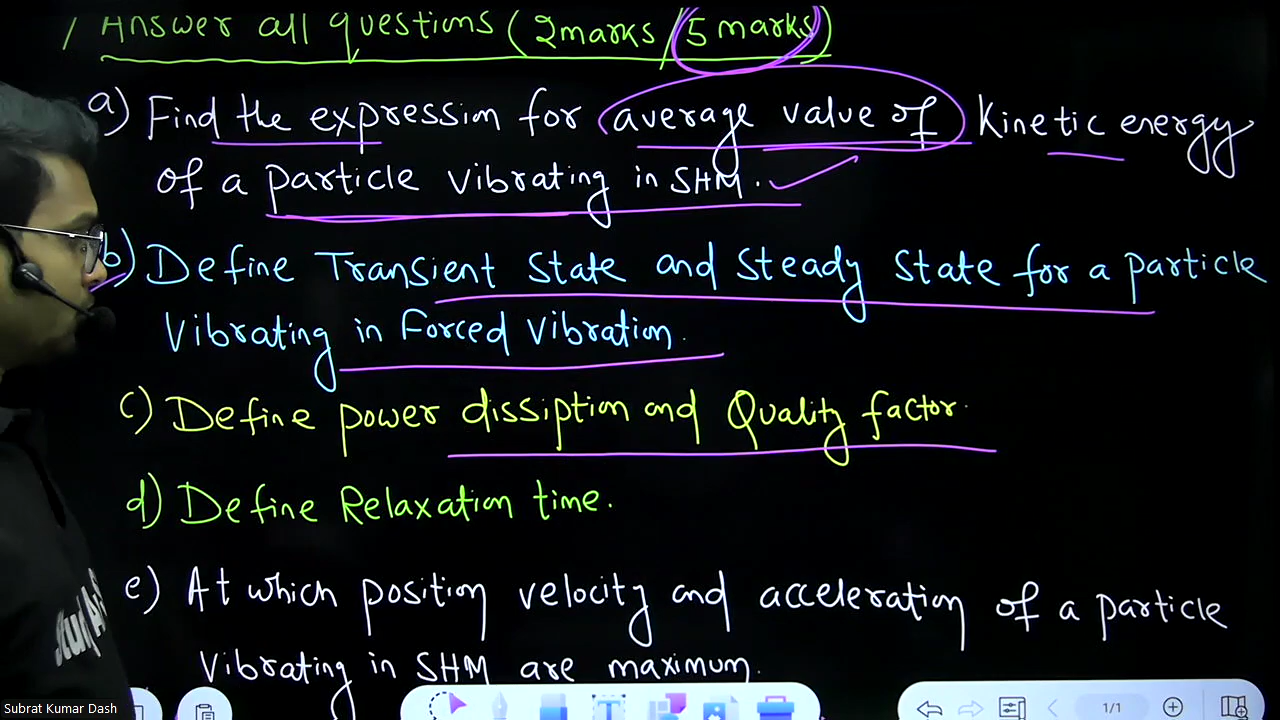 Answer all questions (2marks/5 marks)
a) Find the expression for average value of Kinetic energy
of a particle vibrating in SHM.
b) Define Transient state and steady state for a particle
Vibrating in Forced Vibration.
c) Define power dissiption and Quality factor.
d) Define Relaxation time.
e) At which position velocity and acceleration of a particle
Vibrating in SHM are maximum.
Subrat Kumar Dash
1/1